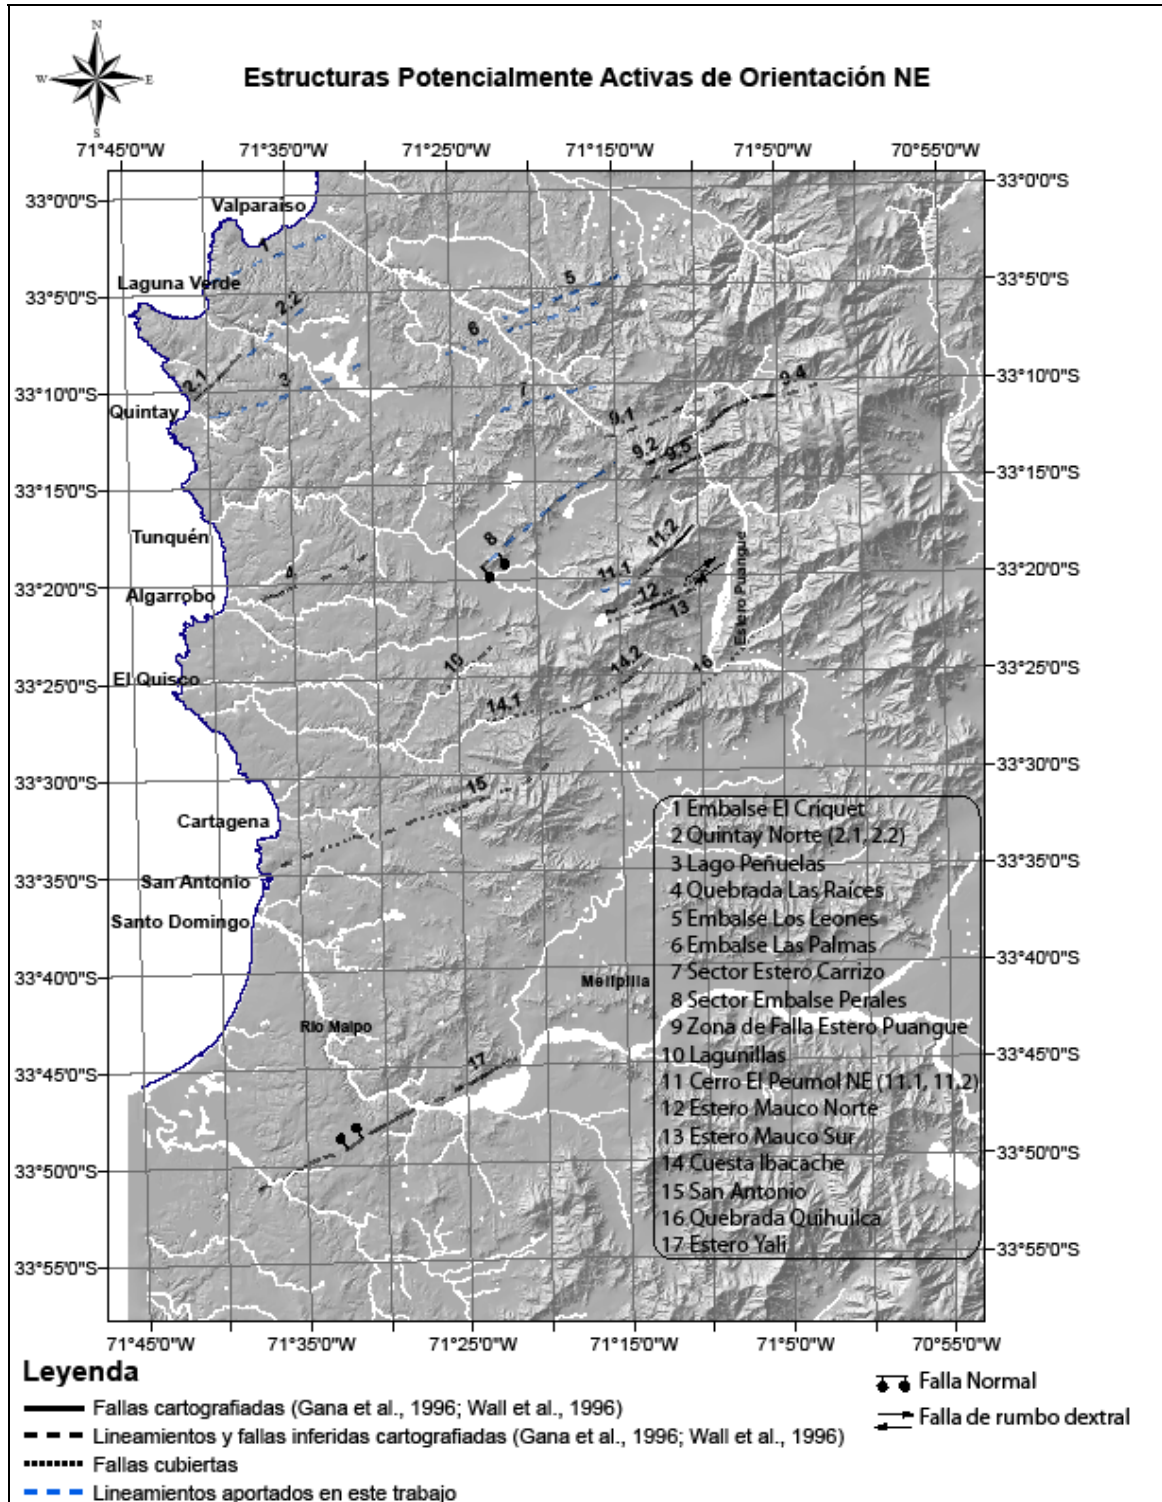 N
W
E
S
Estructuras Potencialmente Activas de Orientación NE
71°45'0"W 71°35'0"W 71°25'0"W 71°15'0"W 71°5'0"W 70°55'0"W
33°0'0"S
33°0'0"S
Valparaiso
1
Laguna Verde
33°5'0"S
33°5'0"S
5
2.2
6
33°10'0"S
33°10'0"S
2.1
3
7
9.4
Quintay
9.1
9.2
9.5
33°15'0"S
33°15'0"S
Tunquén
8
11.2
Estero Puangue
33°20'0"S
33°20'0"S
4
11.1
12
13
Algarrobo
33°25'0"S
33°25'0"S
El Quisco
10
14.2
16
14.1
33°30'0"S
33°30'0"S
15
Cartagena
33°35'0"S
33°35'0"S
San Antonio
Santo Domingo
33°40'0"S
33°40'0"S
Melipilla
Rio Maipo
33°45'0"S
33°45'0"S
17
33°50'0"S
33°50'0"S
33°55'0"S
33°55'0"S
1 Embalse El Críquet
2 Quintay Norte (2.1, 2.2)
3 Lago Peñuelas
4 Quebrada Las Raíces
5 Embalse Los Leones
6 Embalse Las Palmas
7 Sector Estero Carrizo
8 Sector Embalse Perales
9 Zona de Falla Estero Puangue
10 Lagunillas
11 Cerro El Peumol NE (11.1, 11.2)
12 Estero Mauco Norte
13 Estero Mauco Sur
14 Cuesta Ibacache
15 San Antonio
16 Quebrada Quihuilca
17 Estero Yali
71°45'0"W 71°35'0"W 71°25'0"W 71°15'0"W 71°5'0"W 70°55'0"W
Leyenda
Fallas cartografiadas (Gana et al., 1996; Wall et al., 1996)
Lineamientos y fallas inferidas cartografiadas (Gana et al., 1996; Wall et al., 1996)
Fallas cubiertas
Lineamientos aportados en este trabajo
Falla Normal
Falla de rumbo dextral